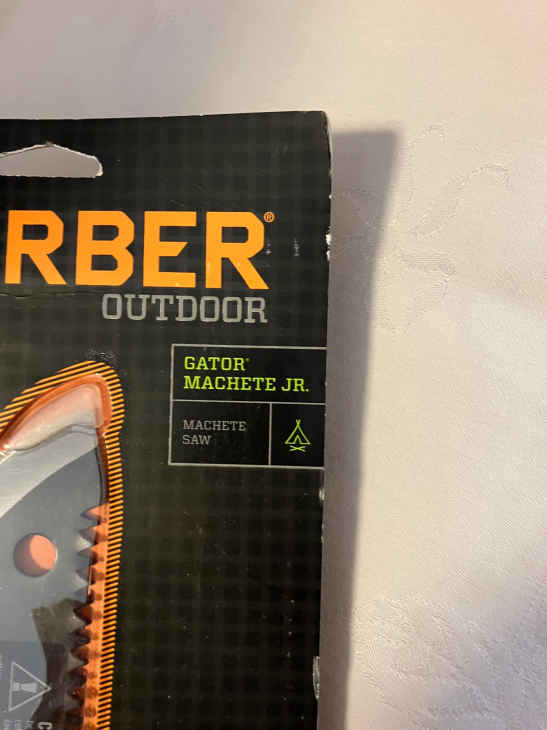 RBER®
OUTDOOR
GATOR®
MACHETE JR.
MACHETE
SAW